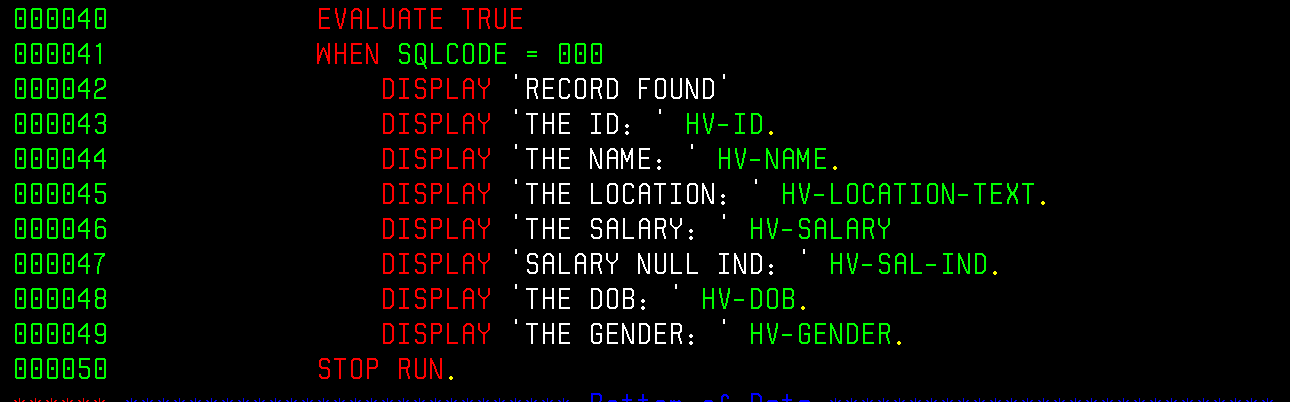 000040 EVALUATE TRUE
000041 WHEN SQLCODE = 000
000042 DISPLAY 'RECORD FOUND'
000043 DISPLAY 'THE ID: ' HV-ID.
000044 DISPLAY 'THE NAME: ' HV-NAME.
000045 DISPLAY 'THE LOCATION: ' HV-LOCATION-TEXT.
000046 DISPLAY 'THE SALARY: ' HV-SALARY
000047 DISPLAY 'SALARY NULL IND: ' HV-SAL-IND.
000048 DISPLAY 'THE DOB: ' HV-DOB.
000049 DISPLAY 'THE GENDER: ' HV-GENDER.
000050 STOP RUN.
Bottom of Data